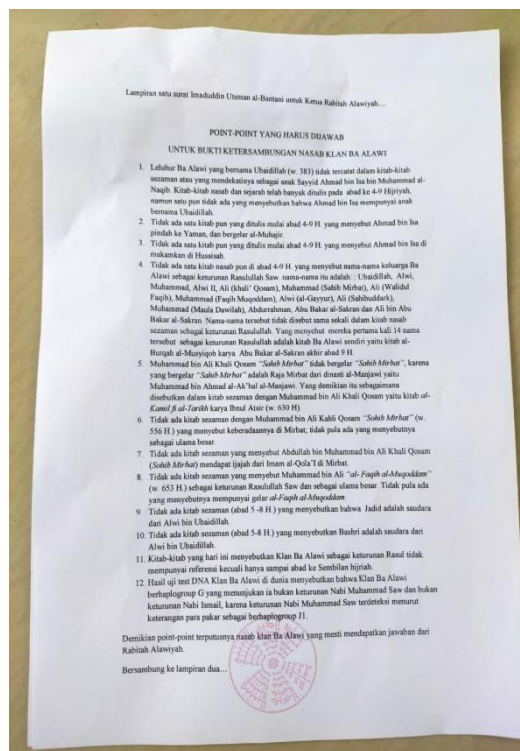 Lampiran satu surat Imaduddin Utsman al-Bantani untuk Ketua Rabitah Alawiyah…
POINT-POINT YANG HARUS DIJAWAB
UNTUK BUKTI KETERSAMBUNGAN NASAB KLAN BA ALAWI
1. Leluhur Ba Alawi yang bernama Ubaidillah (w. 383) tidak tercatat dalam kitab-kitab
sezaman atau yang mendekatinya sebagai anak Sayyid Ahmad bin Isa bin Muhammad al-
Naqib. Kitab-kitab nasab dan sejarah telah banyak ditulis pada abad ke 4-9 Hijriyah,
namun satu pun tidak ada yang menyebutkan bahwa Ahmad bin Isa mempunyai anak
bernama Ubaidillah.
2. Tidak ada satu kitab pun yang ditulis mulai abad 4-9 H. yang menyebut Ahmad bin Isa
pindah ke Yaman, dan bergelar al-Muhajir.
3. Tidak ada satu kitab pun yang ditulis mulai abad 4-9 H. yang menyebut Ahmad bin Isa di
makamkan di Husaisah.
4. Tidak ada satu kitab nasab pun di abad 4-9 H. yang menyebut nama-nama keluarga Ba
Alawi sebagai keturunan Rasulullah Saw. nama-nama itu adalah: : Ubaidillah, Alwi,
Muhammad, Alwi II, Ali (khali' Qosam), Muhammad (Sahib Mirbat), Ali (Walidul
Faqih), Muhammad (Faqih Muqoddam), Alwi (al-Gayyur), Ali (Sahibuddark),
Muhammad (Maula Dawilah), Abdurrahman, Abu Bakar al-Sakran dan Ali bin Abu
Bakar al-Sakran. Nama-nama tersebut tidak disebut sama sekali dalam kitab nasab
sezaman sebagai keturunan Rasulullah. Yang menyebut mereka pertama kali 14 nama
tersebut sebagai keturunan Rasulullah adalah kitab Ba Alawi sendiri yaitu kitab al-
Burqah al-Musyiqoh karya Abu Bakar al-Sakran akhir abad 9 H.
5. Muhammad bin Ali Khali Qosam "Sohib Mirbat" tidak bergelar "Sahib Mirbat", karena
yang bergelar "Sahib Mirbat" adalah Raja Mirbat dari dinasti al-Manjawi yaitu
Muhammad bin Ahmad al-Ak'hal al-Manjawi. Yang demikian itu sebagaimana
disebutkan dalam kitab sezaman dengan Muhammad bin Ali Khali Qosam yaitu kitab al-
Kamil fi al-Tarikh karya Ibnul Atsir (w. 630 H)
6. Tidak ada kitab sezaman dengan Muhammad bin Ali Kahli Qosam "Sohib Mirbat" (w.
556 H.) yang menyebut keberadaannya di Mirbat, tidak pula ada yang menyebutnya
sebagai ulama besar.
7. Tidak ada kitab sezaman yang menyebut Abdullah bin Muhammad bin Ali Khali Qosam
(Sohib Mirbat) mendapat ijajah dari Imam al-Qola'I di Mirbat.
8. Tidak ada kitab sezaman yang menyebut Muhammad bin Ali "al- Faqih al-Muqoddam"
(w. 653 H.) sebagai keturunan Rasulullah Saw dan sebagai ulama besar. Tidak pula ada
yang menyebutnya mempunyai gelar al-Faqih al-Muqoddam.
9. Tidak ada kitab sezaman (abad 5 -8 H.) yang menyebutkan bahwa Jadid adalah saudara
dari Alwi bin Ubaidillah.
10. Tidak ada kitab sezaman (abad 5-8 H.) yang menyebutkan Bashri adalah saudara dari
Alwi bin Ubaidillah.
11. Kitab-kitab yang hari ini menyebutkan Klan Ba Alawi sebagai keturunan Rasul tidak
mempunyai referensi kecuali hanya sampai abad ke Sembilan hijriah.
12. Hasil uji test DNA Klan Ba Alawi di dunia menyebutkan bahwa Klan Ba Alawi
berhaplogroup G yang menunjukan ia bukan keturunan Nabi Muhammad Saw dan bukan
keturunan Nabi Ismail, karena keturunan Nabi Muhammad Saw terdeteksi menurut
keterangan para pakar sebagai berhaplogroup J1.
Demikian point-point terputusnya nasab klan Ba Alawi yang mesti mendapatkan jawaban dari
Rabitah Alawiyah.
Bersambung ke lampiran dua…